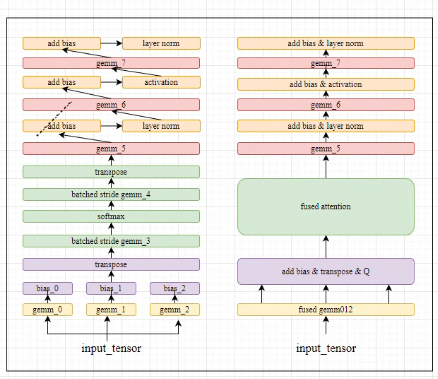 add bias
layer norm
gemm_7
add bias
activation
gemm_6
add bias
layer norm
gemm_5
transpose
batched stride gemm_4
softmax
batched stride gemm_3
transpose
bias_0
bias_1
bias_2
gemm_0
gemm_1
gemm_2
input_tensor
add bias & layer norm
gemm_7
add bias & activation
gemm_6
add bias & layer norm
gemm_5
fused attention
add bias & transpose & Q
fused gemm012
input_tensor